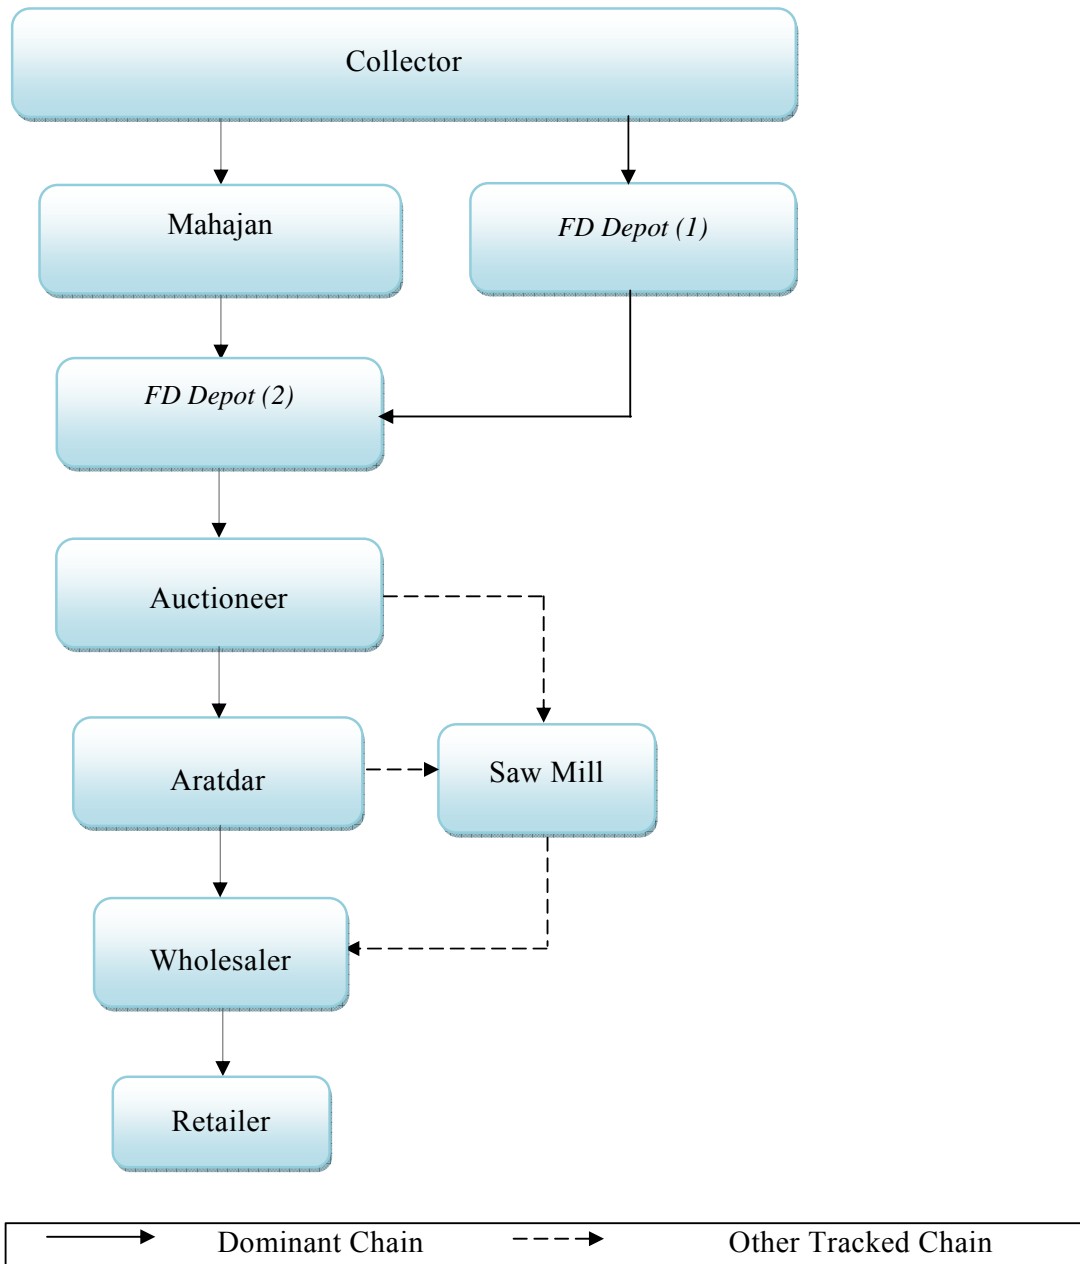 Collector
Mahajan
FD Depot (1)
FD Depot (2)
Auctioneer
Aratdar
Saw Mill
Wholesaler
Retailer
Dominant Chain Other Tracked Chain